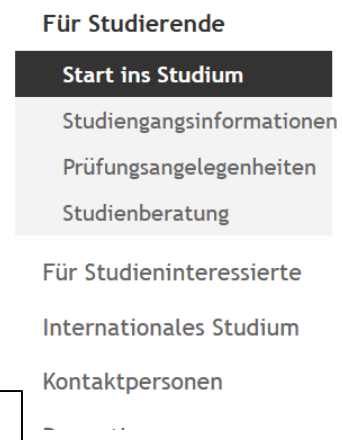 Für Studierende
Start ins Studium
Studiengangsinformationen
Prüfungsangelegenheiten
Studienberatung
Für Studieninteressierte
Internationales Studium
Kontaktpersonen